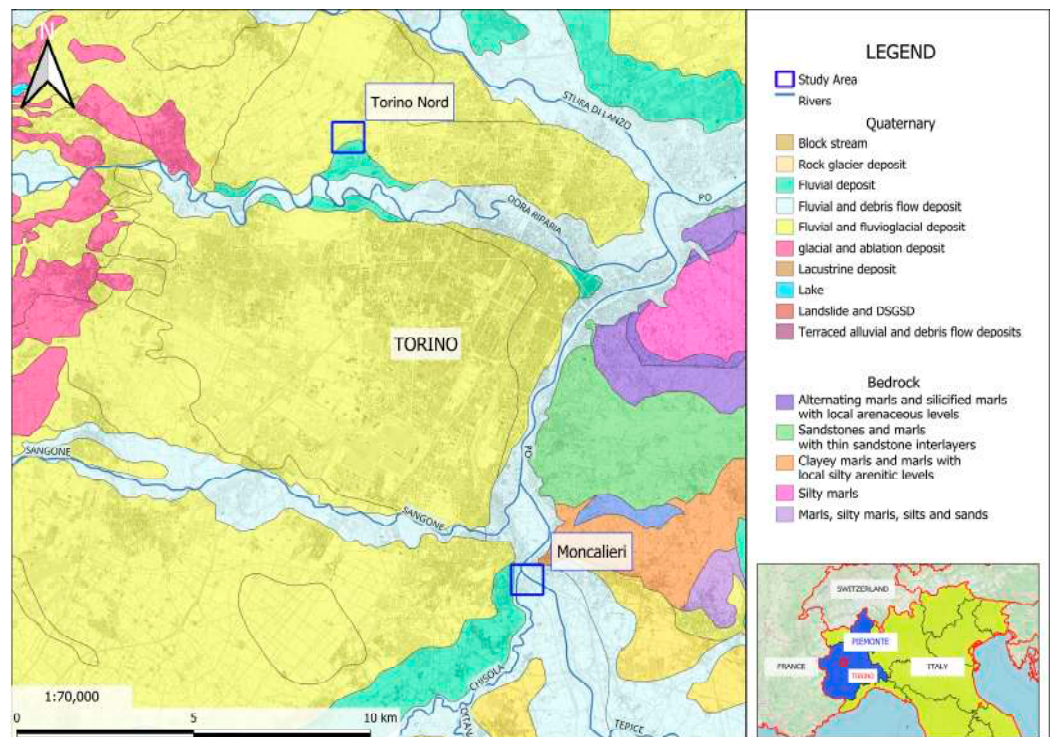 N
Torino Nord
STURA DI LANZO
PO
DORA RIPARIA
TORINO
PO
SANGONE
SANGONE
Moncalieri
CHISOLA
TEPICE
1:70,000
0 5 10 km
LEGEND
Study Area
Rivers
Quaternary
Block stream
Rock glacier deposit
Fluvial deposit
Fluvial and debris flow deposit
Fluvial and fluvioglacial deposit
glacial and ablation deposit
Lacustrine deposit
Lake
Landslide and DSGSD
Terraced alluvial and debris flow deposits
Bedrock
Alternating marls and silicified marls
with local arenaceous levels
Sandstones and marls
with thin sandstone interlayers
Clayey marls and marls with
local silty arenitic levels
Silty marls
Marls, silty marls, silts and sands
SWITZERLAND
PIEMONTE
FRANCE
ITALY
TORINO